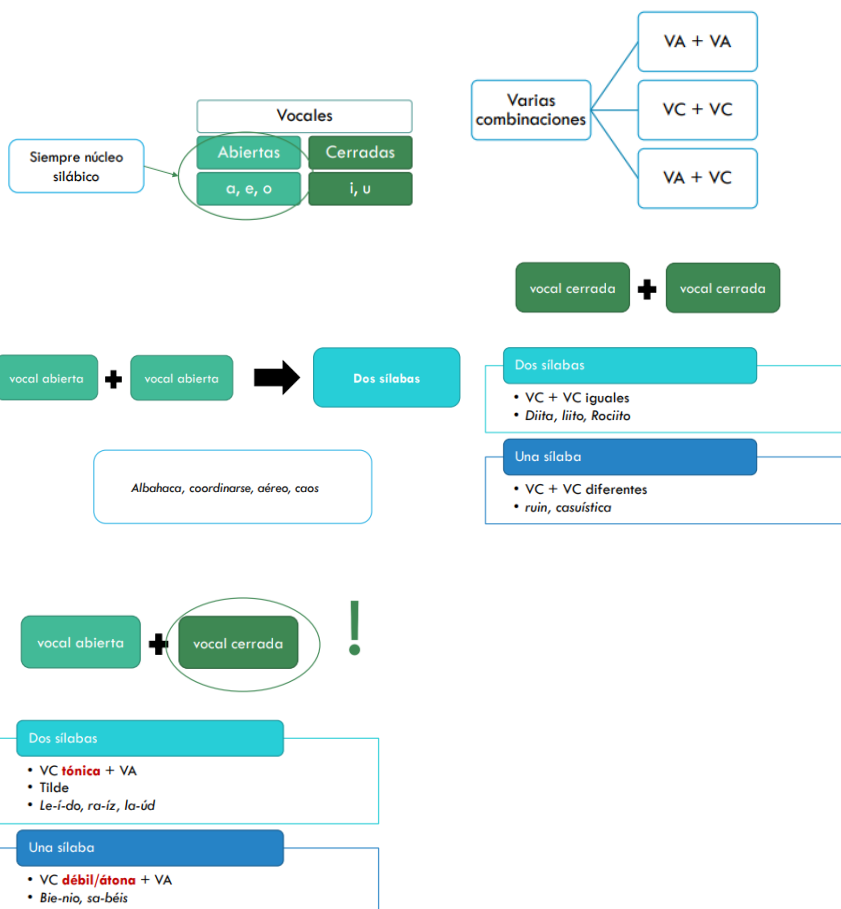 Vocales
Siempre núcleo
silábico
Abiertas
Cerradas
a, e, o
i, u
Varias
combinaciones
VA + VA
VC + VC
VA + VC
vocal abierta
vocal abierta
Dos sílabas
Albahaca, coordinarse, aéreo, caos
vocal cerrada
vocal cerrada
Dos sílabas
• VC + VC iguales
• Diita, liito, Rociito
Una sílaba
• VC + VC diferentes
• ruin, casuística
vocal abierta
vocal cerrada
!
Dos sílabas
• VC tónica + VA
• Tilde
• Le-í-do, ra-íz, la-úd
Una sílaba
• VC débil/átona + VA
• Bie-nio, sa-béis